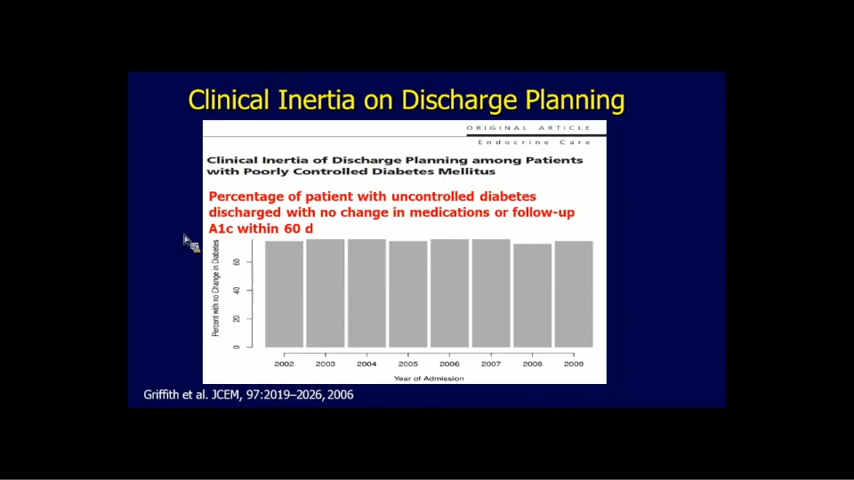 Clinical Inertia on Discharge Planning
ORIGINAL ARTICLE
Endocrine Care
Clinical Inertia of Discharge Planning among Patients
with Poorly Controlled Diabetes Mellitus
Percentage of patient with uncontrolled diabetes
discharged with no change in medications or follow-up
A1c within 60 d
Percent with no Change in Diabetes
60
40
20
0
2002 2003 2004 2005 2006 2007 2008 2009
Year of Admission
Griffith et al. JCEM, 97:2019–2026, 2006